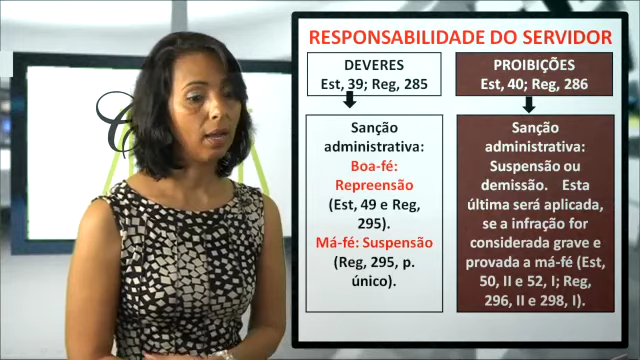 RESPONSABILIDADE DO SERVIDOR
DEVERES
Est, 39; Reg, 285
Sanção
administrativa:
Boa-fé:
Repreensão
(Est, 49 e Reg,
295).
Má-fé: Suspensão
(Reg, 295, p.
único).
PROIBIÇÕES
Est, 40; Reg, 286
Sanção
administrativa:
Suspensão ou
demissão. Esta
última será aplicada,
se a infração for
considerada grave e
provada a má-fé (Est,
50, II e 52, I; Reg,
296, II e 298, I).